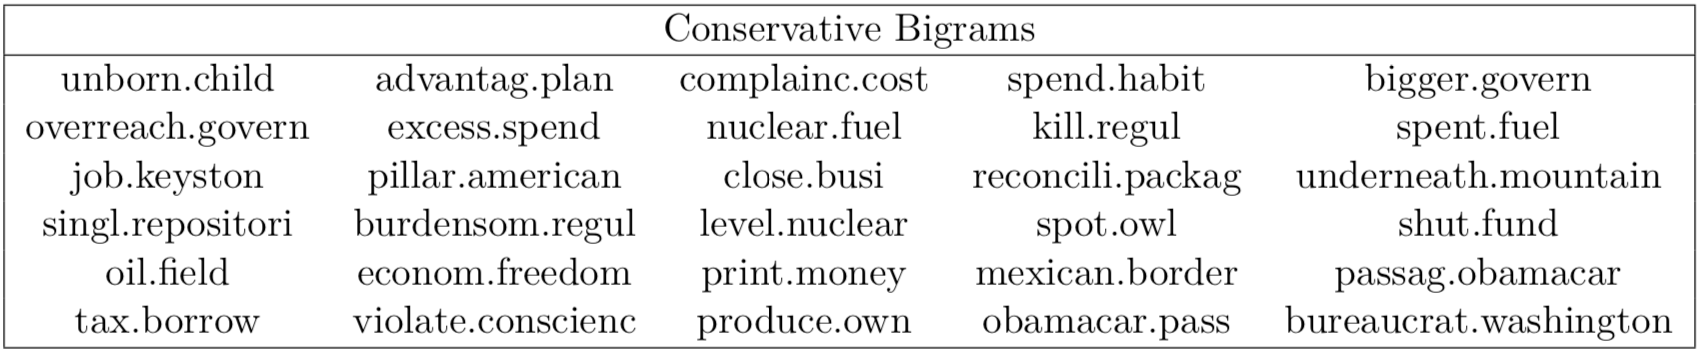 Conservative Bigrams
unborn.child advantag.plan complainc.cost spend.habit bigger.govern
overreach.govern excess.spend nuclear.fuel kill.regul spent.fuel
job.keyston pillar.american close.busi reconcili.packag underneath.mountain
singl.repositori burdensom.regul level.nuclear spot.owl shut.fund
oil.field econom.freedom print.money mexican.border passag.obamacar
tax.borrow violate.conscienc produce.own obamacar.pass bureaucrat.washington